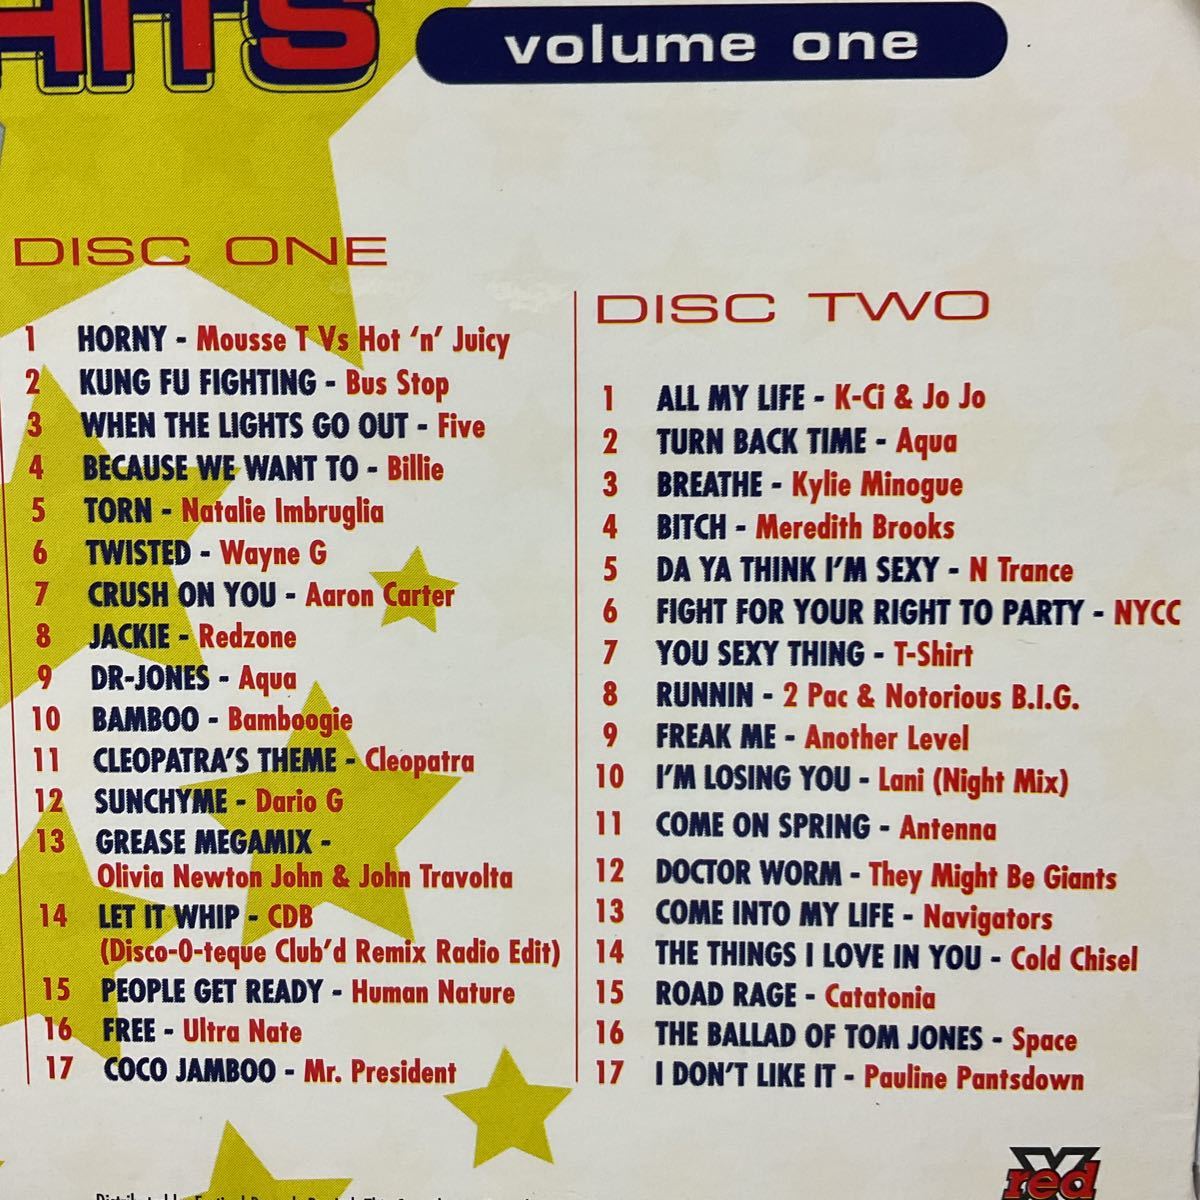 HITS
volume one
DISC ONE
1 HORNY - Mousse T Vs Hot 'n' Juicy
2 KUNG FU FIGHTING - Bus Stop
3 WHEN THE LIGHTS GO OUT - Five
4 BECAUSE WE WANT TO - Billie
5 TORN - Natalie Imbruglia
6 TWISTED - Wayne G
7 CRUSH ON YOU - Aaron Carter
8 JACKIE - Redzone
9 DR-JONES - Aqua
10 BAMBOO - Bamboogie
11 CLEOPATRA'S THEME - Cleopatra
12 SUNCHYME - Dario G
13 GREASE MEGAMIX -
Olivia Newton John & John Travolta
14 LET IT WHIP - CDB
(Disco-O-teque Club'd Remix Radio Edit)
15 PEOPLE GET READY - Human Nature
16 FREE - Ultra Nate
17 COCO JAMBOO - Mr. President
DISC TWO
1 ALL MY LIFE - K-Ci & Jo Jo
2 TURN BACK TIME - Aqua
3 BREATHE - Kylie Minogue
4 BITCH - Meredith Brooks
5 DA YA THINK I'M SEXY - N Trance
6 FIGHT FOR YOUR RIGHT TO PARTY - NYCC
7 YOU SEXY THING - T-Shirt
8 RUNNIN - 2 Pac & Notorious B.I.G.
9 FREAK ME - Another Level
10 I'M LOSING YOU - Lani (Night Mix)
11 COME ON SPRING - Antenna
12 DOCTOR WORM - They Might Be Giants
13 COME INTO MY LIFE - Navigators
14 THE THINGS I LOVE IN YOU - Cold Chisel
15 ROAD RAGE - Catatonia
16 THE BALLAD OF TOM JONES - Space
17 I DON'T LIKE IT - Pauline Pantsdown
red